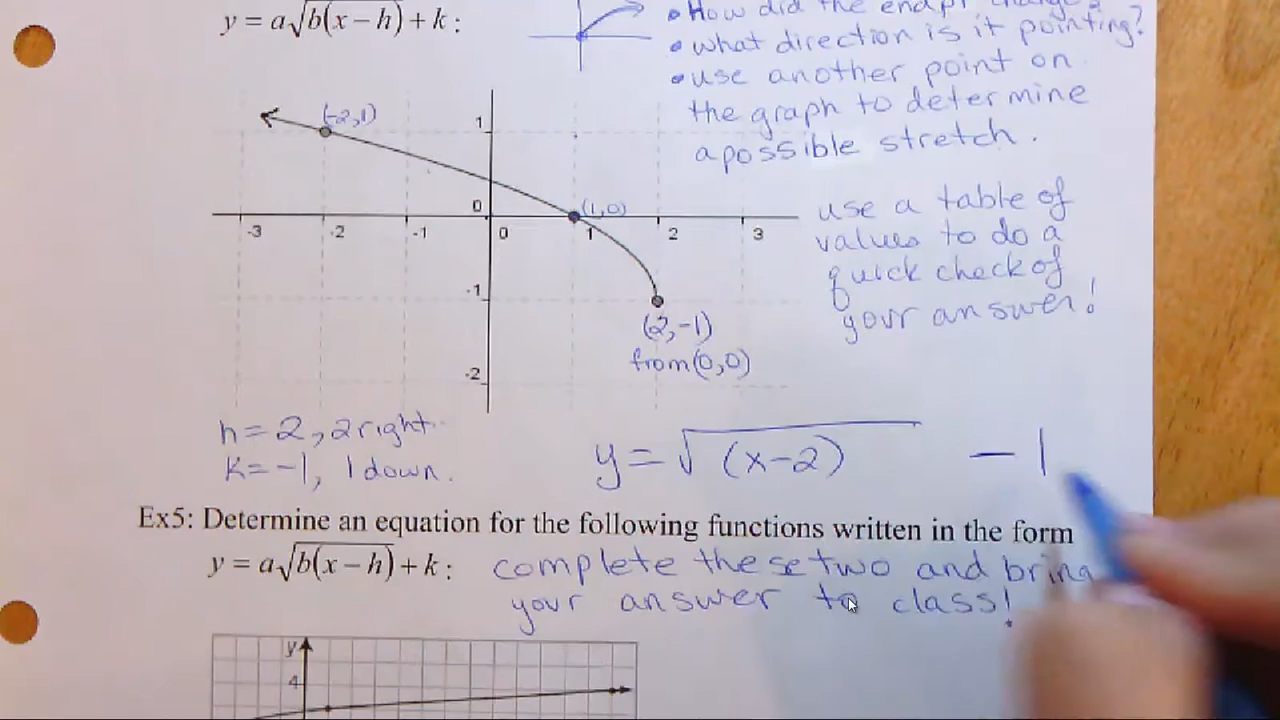 y = a√b(x − h) + k :
• How did the endpt change?
• what direction is it pointing?
• use another point on
the graph to determine
a possible stretch.
(-2,1)
1
0
(1,0)
-3 -2 -1 0 1 2 3
-1
(2,-1)
from (0,0)
-2
use a table of
values to do a
quick check of
your answer!
h = 2, 2 right.
k = -1, 1 down.
y = √(x-2) - 1
Ex5: Determine an equation for the following functions written in the form
y = a√b(x − h) + k : complete these two and bring
your answer to class!
y
4